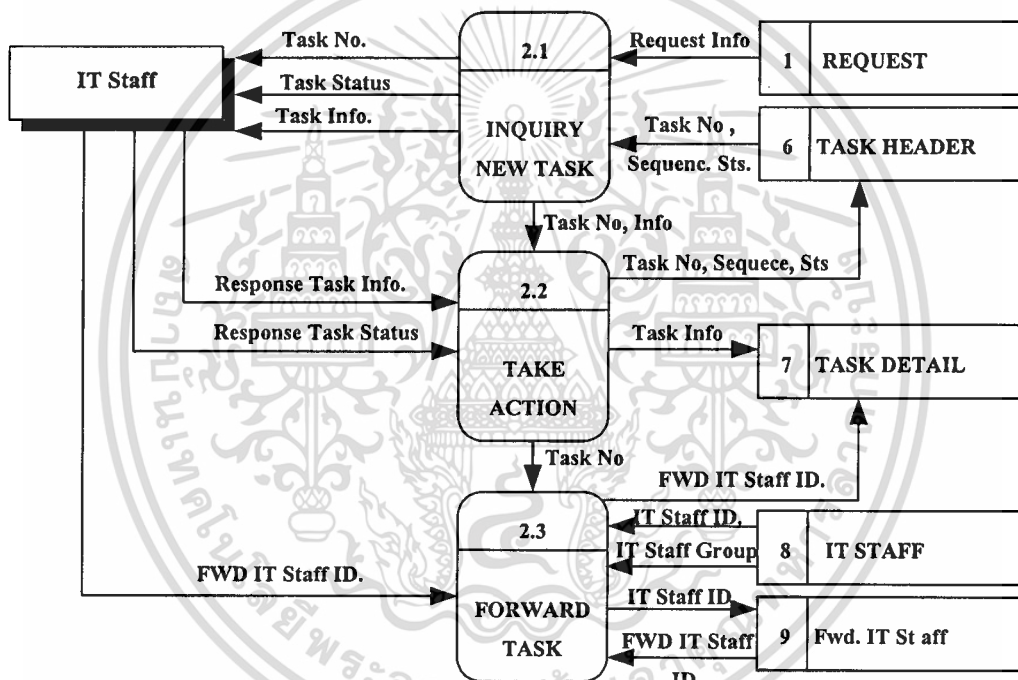 Task No.
Task Status
Task Info.
IT Staff
2.1
INQUIRY
NEW TASK
Request Info
1 REQUEST
Task No ,
Sequenc. Sts.
6 TASK HEADER
Task No, Info
Response Task Info.
Response Task Status
2.2
TAKE
ACTION
Task No, Sequece, Sts
Task Info
7 TASK DETAIL
Task No
FWD IT Staff ID.
FWD IT Staff ID.
2.3
FORWARD
TASK
IT Staff ID,
IT Staff Group
8 IT STAFF
IT Staff ID
FWD IT Staff
ID
9 Fwd. IT St aff